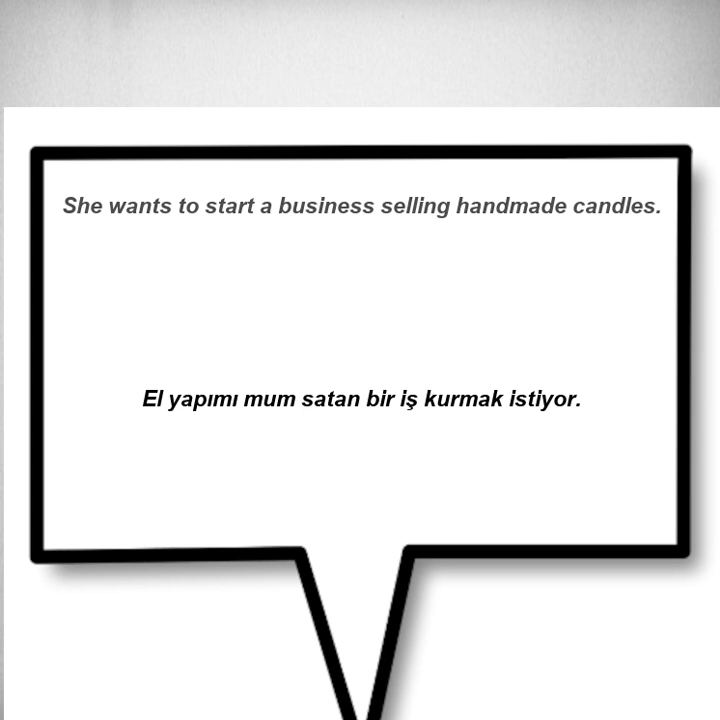 She wants to start a business selling handmade candles.
El yapımı mum satan bir iş kurmak istiyor.